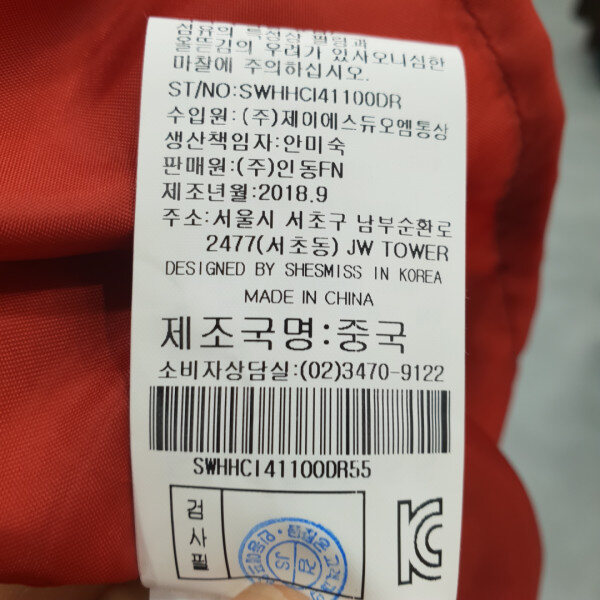 섬유의 특성상 필링과
올뜯김의 우려가 있사오니심한
마찰에 주의하십시오.
ST/NO:SWHHCI41100DR
수입원:(주)제이에스듀오엠통상
생산책임자:안미숙
판매원:(주)인동FN
제조년월:2018.9
주소:서울시 서초구 남부순환로
2477(서초동) JW TOWER
DESIGNED BY SHESMISS IN KOREA
MADE IN CHINA
제조국명:중국
소비자상담실:(02)3470-9122
SWHHCI41100DR55
검사필
검
JS